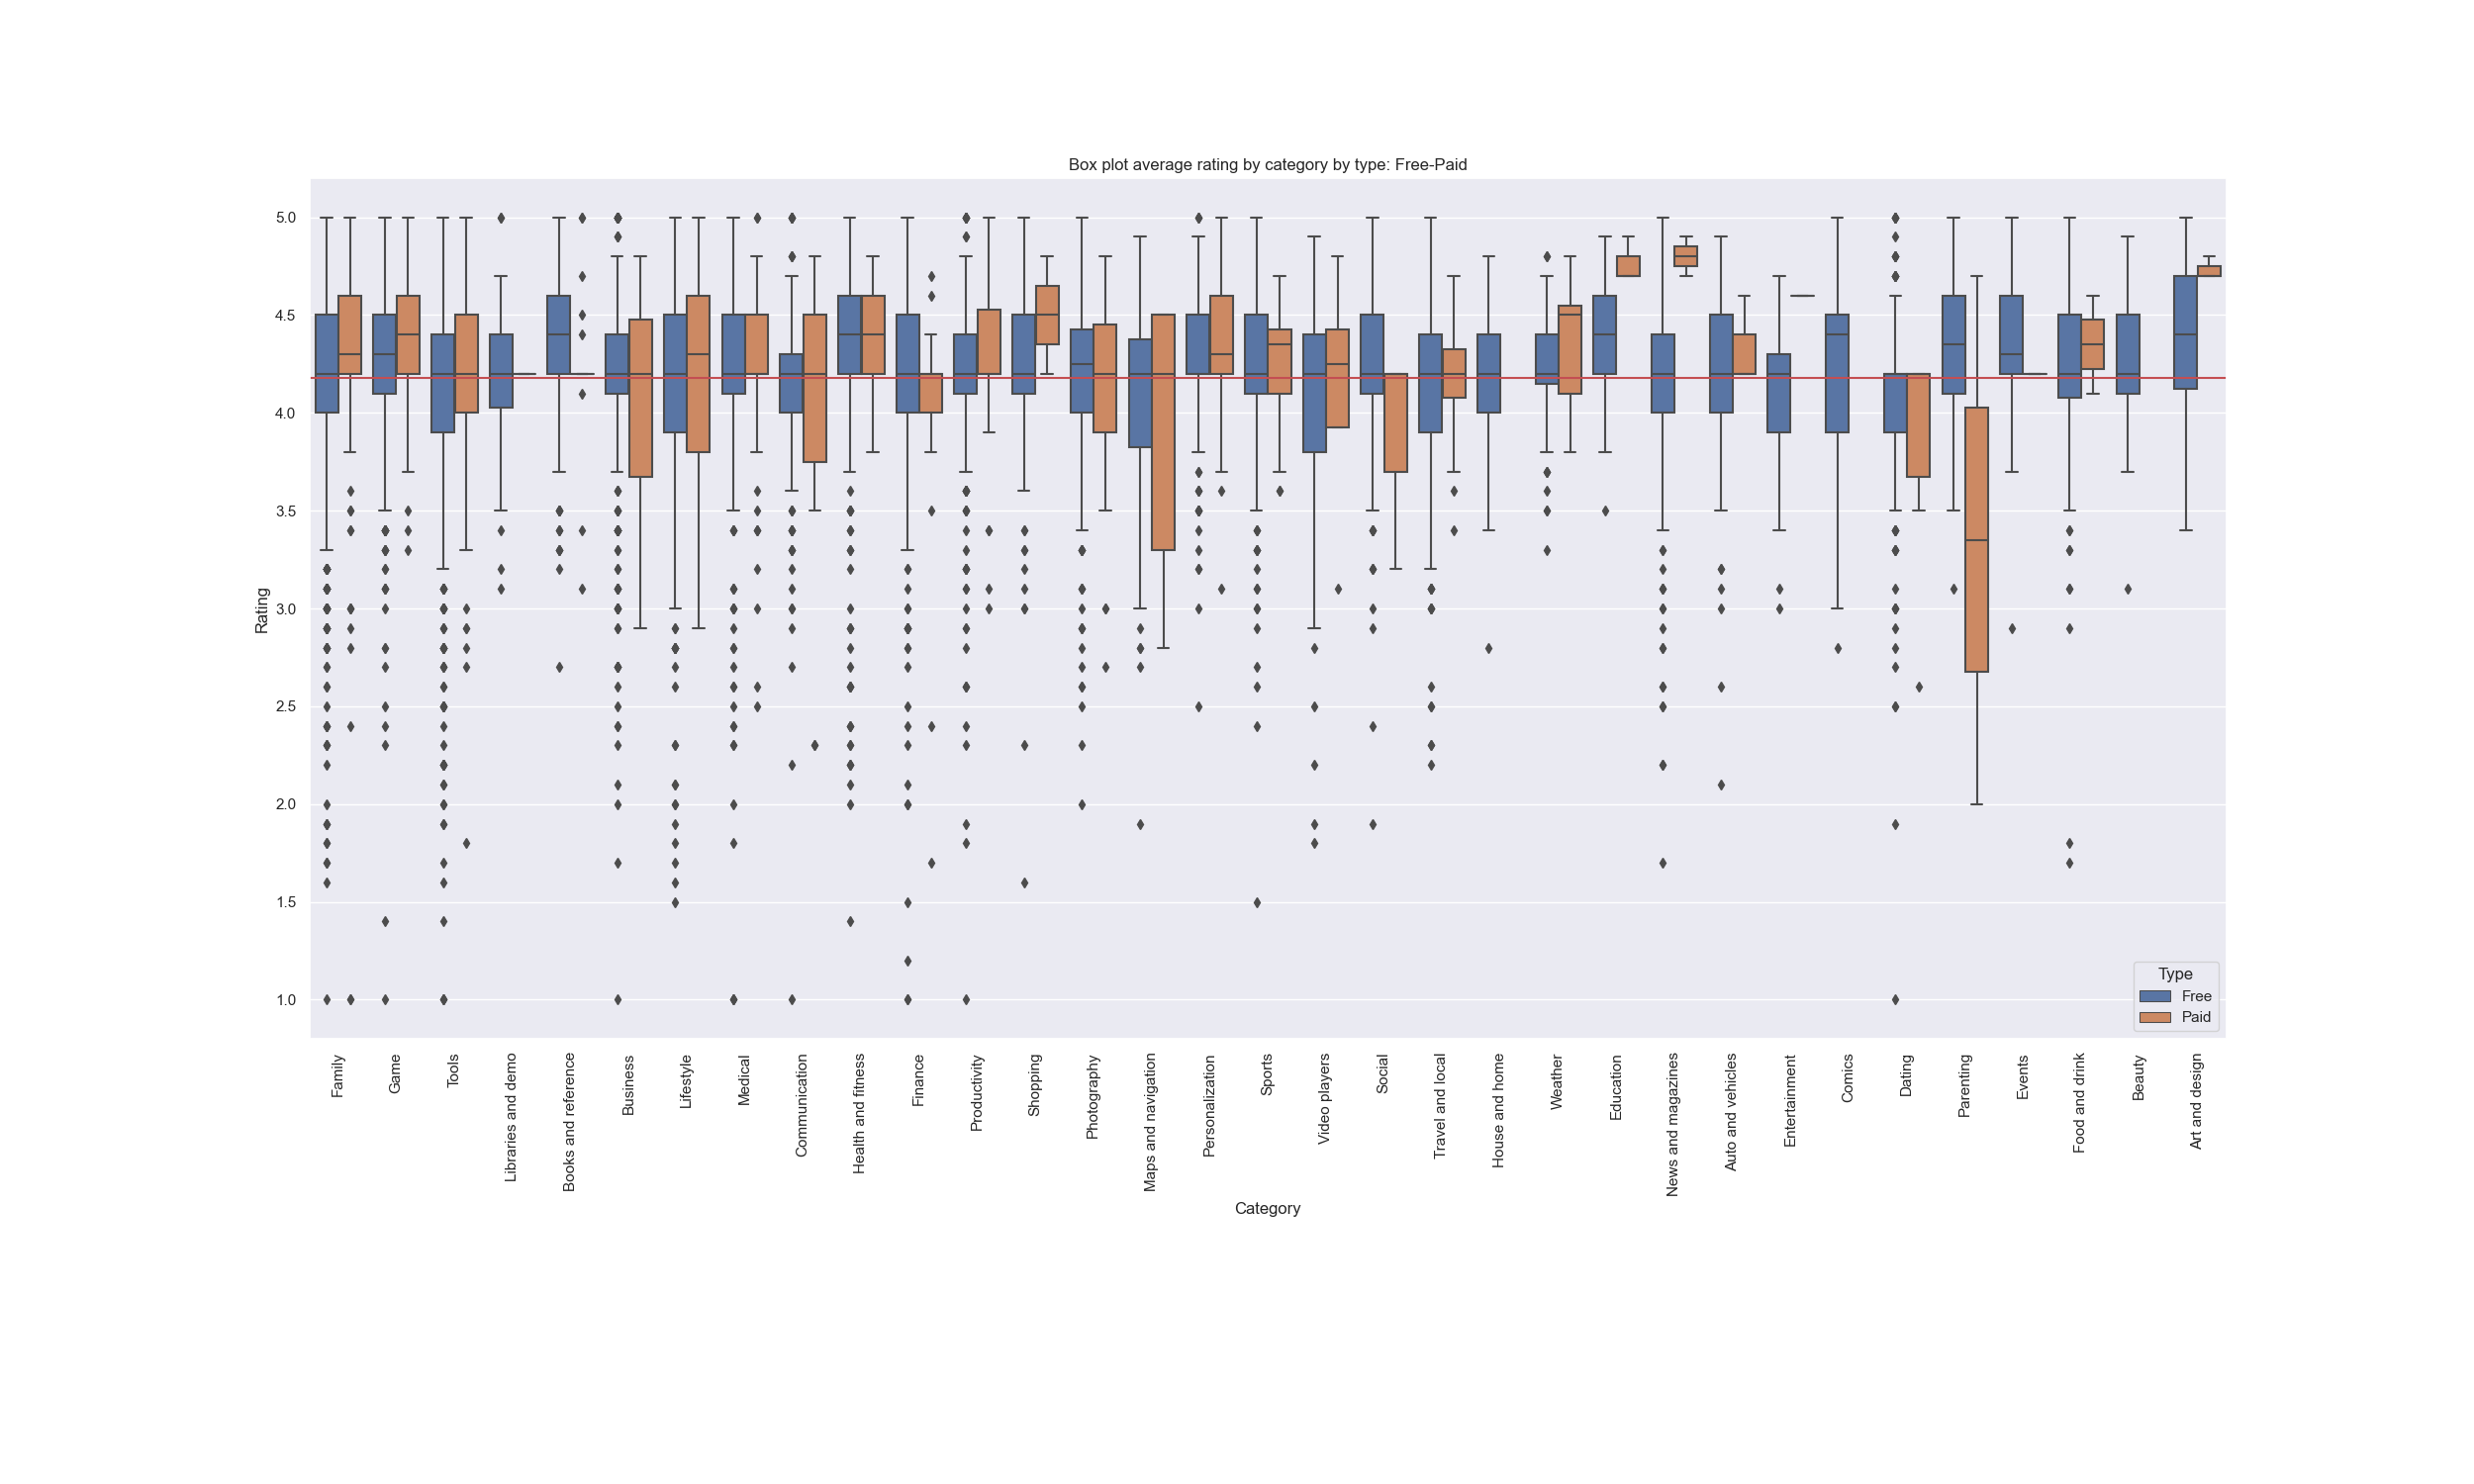 Box plot average rating by category by type: Free-Paid
Rating
5.0
4.5
4.0
3.5
3.0
2.5
2.0
1.5
1.0
Type
Free
Paid
Family
Game
Tools
Libraries and demo
Books and reference
Business
Lifestyle
Medical
Communication
Health and fitness
Finance
Productivity
Shopping
Photography
Maps and navigation
Personalization
Sports
Video players
Social
Travel and local
House and home
Weather
Education
News and magazines
Auto and vehicles
Entertainment
Comics
Dating
Parenting
Events
Food and drink
Beauty
Art and design
Category